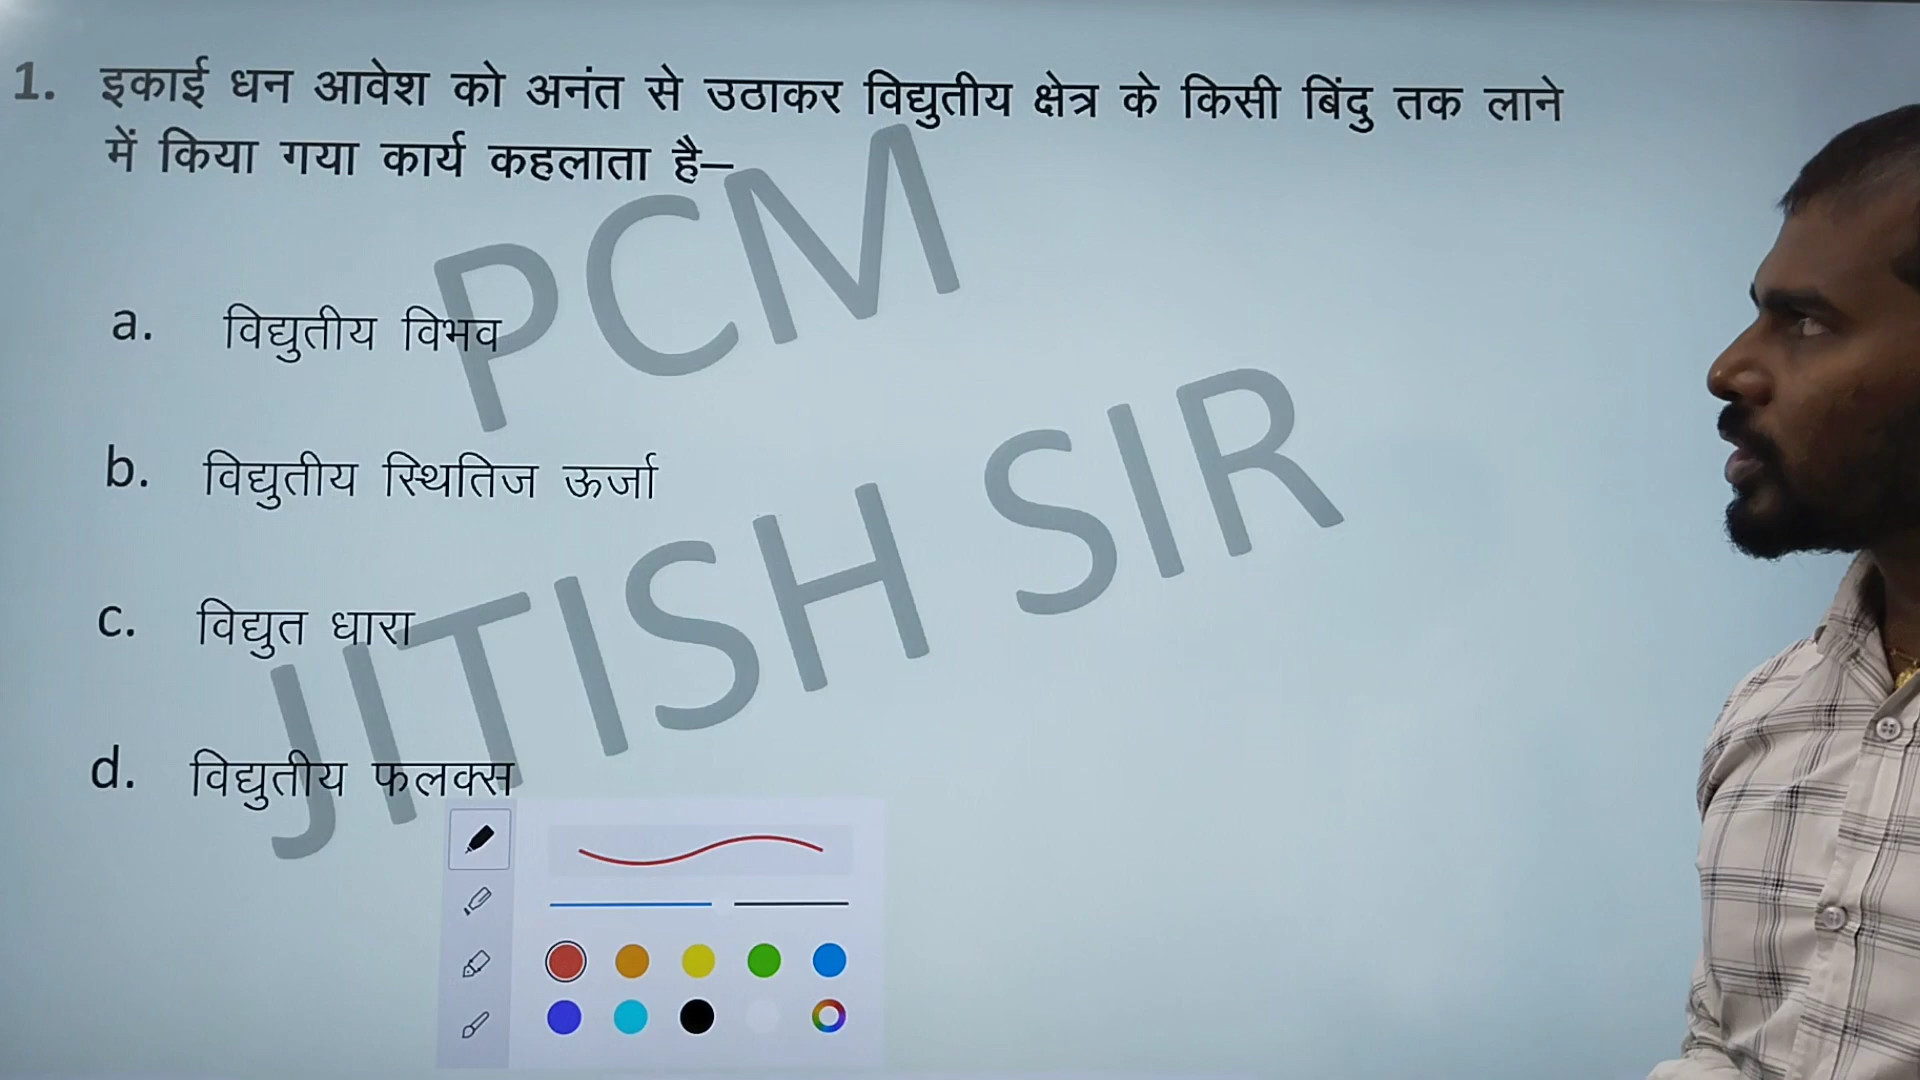 1. इकाई धन आवेश को अनंत से उठाकर विद्युतीय क्षेत्र के किसी बिंदु तक लाने
में किया गया कार्य कहलाता है–
PCM
a. विद्युतीय विभव
b. विद्युतीय स्थितिज ऊर्जा
JITISH SIR
c. विद्युत धारा
d. विद्युतीय फलक्स